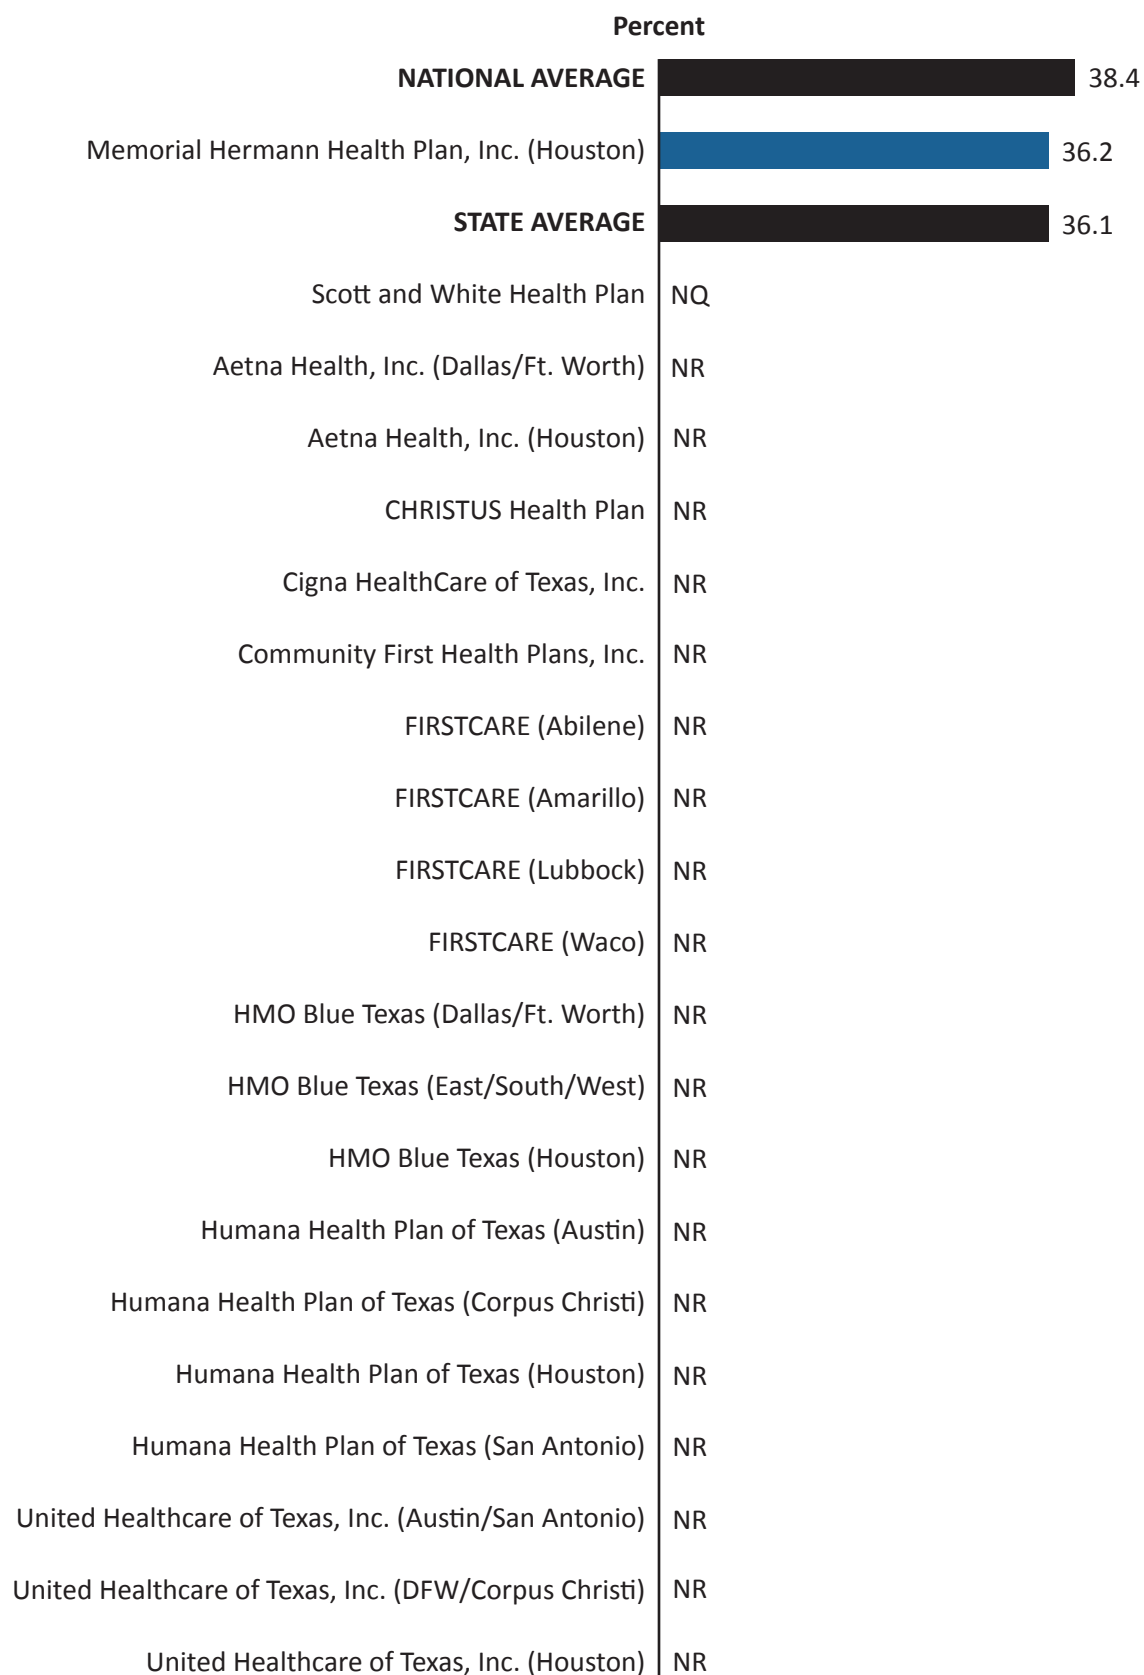 Percent
NATIONAL AVERAGE 38.4
Memorial Hermann Health Plan, Inc. (Houston) 36.2
STATE AVERAGE 36.1
Scott and White Health Plan NQ
Aetna Health, Inc. (Dallas/Ft. Worth) NR
Aetna Health, Inc. (Houston) NR
CHRISTUS Health Plan NR
Cigna HealthCare of Texas, Inc. NR
Community First Health Plans, Inc. NR
FIRSTCARE (Abilene) NR
FIRSTCARE (Amarillo) NR
FIRSTCARE (Lubbock) NR
FIRSTCARE (Waco) NR
HMO Blue Texas (Dallas/Ft. Worth) NR
HMO Blue Texas (East/South/West) NR
HMO Blue Texas (Houston) NR
Humana Health Plan of Texas (Austin) NR
Humana Health Plan of Texas (Corpus Christi) NR
Humana Health Plan of Texas (Houston) NR
Humana Health Plan of Texas (San Antonio) NR
United Healthcare of Texas, Inc. (Austin/San Antonio) NR
United Healthcare of Texas, Inc. (DFW/Corpus Christi) NR
United Healthcare of Texas, Inc. (Houston) NR